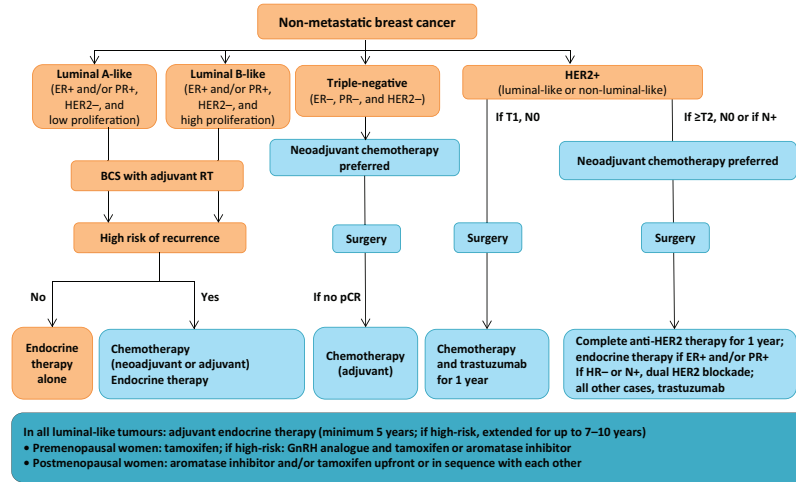 Non-metastatic breast cancer
Luminal A-like
(ER+ and/or PR+,
HER2–, and
low proliferation)
Luminal B-like
(ER+ and/or PR+,
HER2–, and
high proliferation)
Triple-negative
(ER–, PR–, and HER2–)
HER2+
(luminal-like or non-luminal-like)
If T1, N0
If ≥T2, N0 or if N+
Neoadjuvant chemotherapy
preferred
Neoadjuvant chemotherapy preferred
BCS with adjuvant RT
High risk of recurrence
Surgery
Surgery
Surgery
No
Yes
If no pCR
Endocrine
therapy
alone
Chemotherapy
(neoadjuvant or adjuvant)
Endocrine therapy
Chemotherapy
(adjuvant)
Chemotherapy
and trastuzumab
for 1 year
Complete anti-HER2 therapy for 1 year;
endocrine therapy if ER+ and/or PR+
If HR– or N+, dual HER2 blockade;
all other cases, trastuzumab
In all luminal-like tumours: adjuvant endocrine therapy (minimum 5 years; if high-risk, extended for up to 7–10 years)
• Premenopausal women: tamoxifen; if high-risk: GnRH analogue and tamoxifen or aromatase inhibitor
• Postmenopausal women: aromatase inhibitor and/or tamoxifen upfront or in sequence with each other